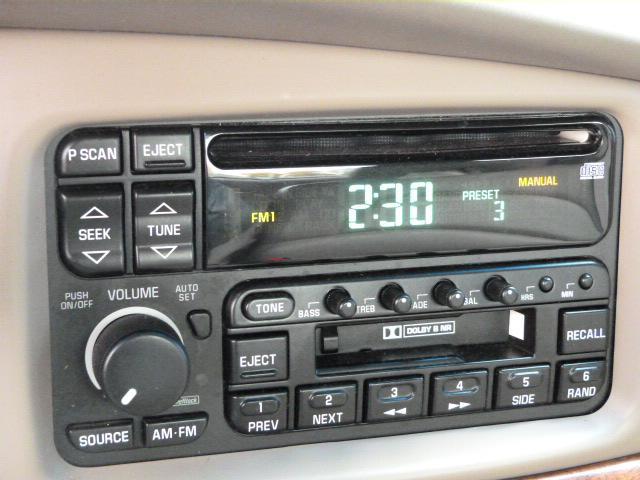 P SCAN
EJECT
disc
SEEK
TUNE
FM1
2:30
PRESET
3
MANUAL
PUSH
ON/OFF
VOLUME
AUTO
SET
TONE
BASS
TREB
FADE
BAL
HRS
MIN
DOLBY B NR
EJECT
RECALL
1
PREV
2
NEXT
3
4
5
SIDE
6
RAND
SOURCE
AM-FM